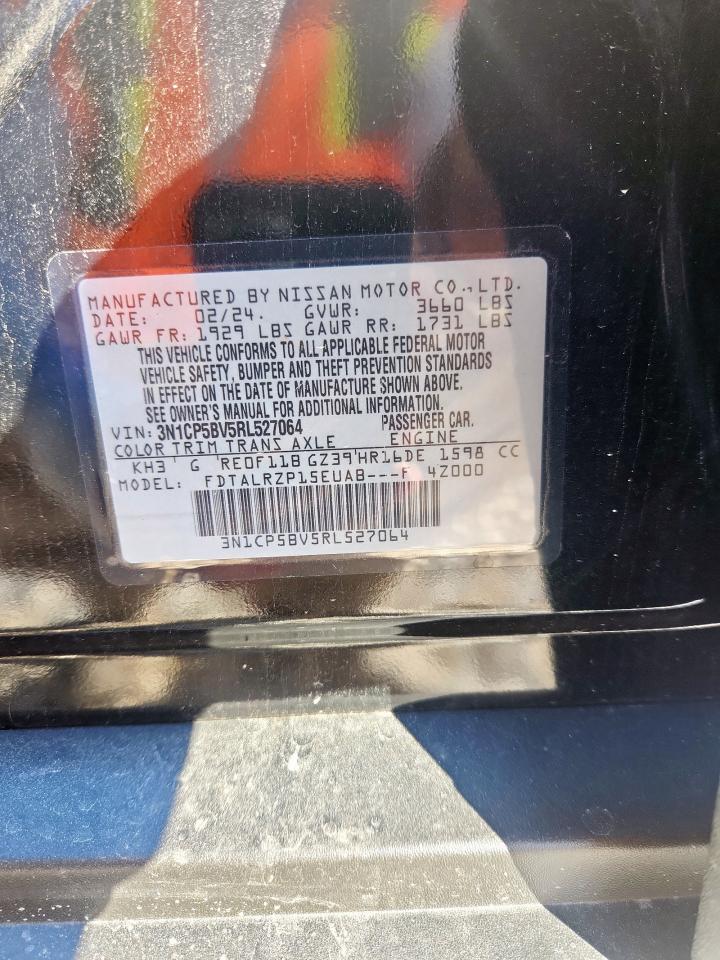 MANUFACTURED BY NISSAN MOTOR CO., LTD.
DATE: 02/24. GVWR: 3660 LBS
GAWR FR: 1929 LBS GAWR RR: 1731 LBS
THIS VEHICLE CONFORMS TO ALL APPLICABLE FEDERAL MOTOR
VEHICLE SAFETY, BUMPER AND THEFT PREVENTION STANDARDS
IN EFFECT ON THE DATE OF MANUFACTURE SHOWN ABOVE.
SEE OWNER'S MANUAL FOR ADDITIONAL INFORMATION.
VIN: 3N1CP5BV5RL527064 PASSENGER CAR.
COLOR TRIM TRANS AXLE ENGINE
KH3 G RE0F11B GZ39 HR16DE 1598 CC
MODEL: FDTALRZP15EUAB---F 4Z000
3N1CP5BV5RL527064